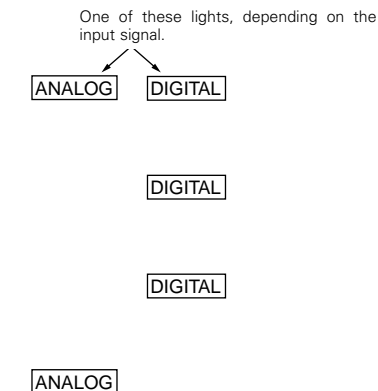 One of these lights, depending on the
input signal.
ANALOG DIGITAL
DIGITAL
DIGITAL
ANALOG